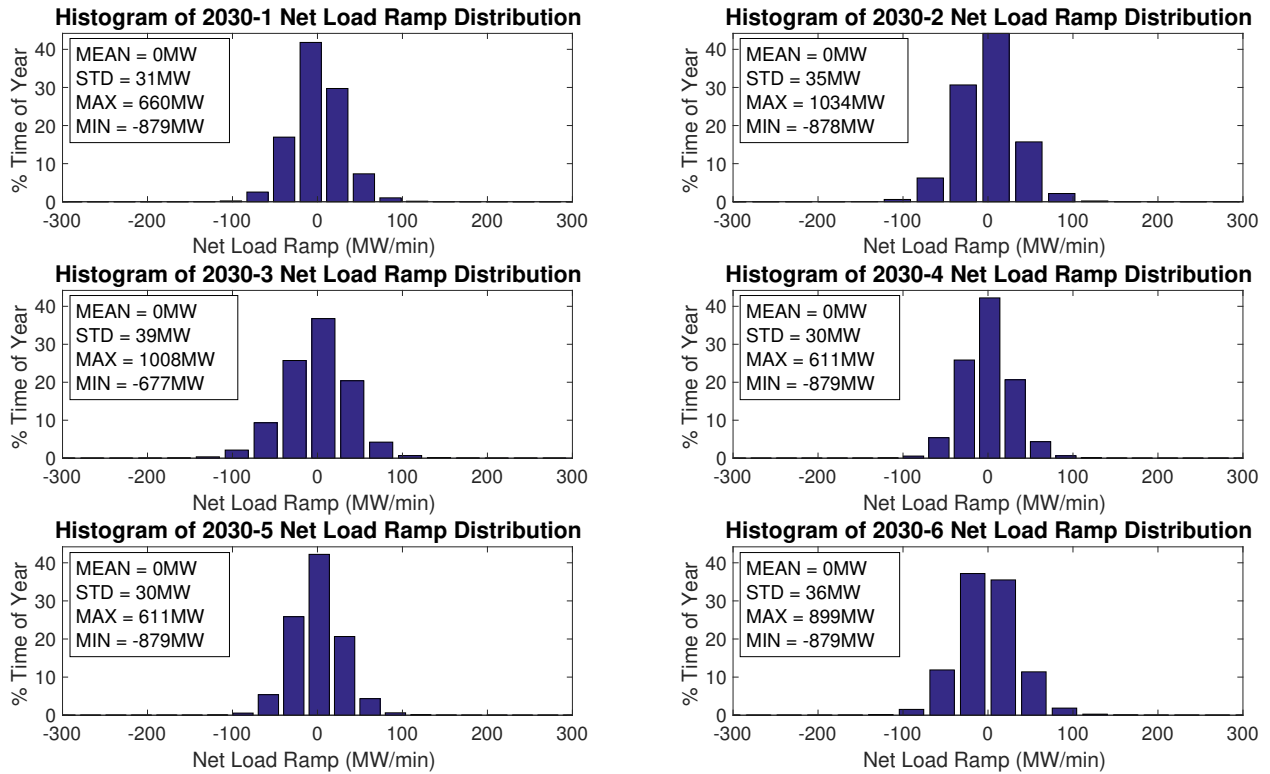 Histogram of 2030-1 Net Load Ramp Distribution
MEAN = 0MW
STD = 31MW
MAX = 660MW
MIN = -879MW
% Time of Year
40
30
20
10
0
-300 -200 -100 0 100 200 300
Net Load Ramp (MW/min)
Histogram of 2030-2 Net Load Ramp Distribution
MEAN = 0MW
STD = 35MW
MAX = 1034MW
MIN = -878MW
% Time of Year
40
30
20
10
0
-300 -200 -100 0 100 200 300
Net Load Ramp (MW/min)
Histogram of 2030-3 Net Load Ramp Distribution
MEAN = 0MW
STD = 39MW
MAX = 1008MW
MIN = -677MW
% Time of Year
40
30
20
10
0
-300 -200 -100 0 100 200 300
Net Load Ramp (MW/min)
Histogram of 2030-4 Net Load Ramp Distribution
MEAN = 0MW
STD = 30MW
MAX = 611MW
MIN = -879MW
% Time of Year
40
30
20
10
0
-300 -200 -100 0 100 200 300
Net Load Ramp (MW/min)
Histogram of 2030-5 Net Load Ramp Distribution
MEAN = 0MW
STD = 30MW
MAX = 611MW
MIN = -879MW
% Time of Year
40
30
20
10
0
-300 -200 -100 0 100 200 300
Net Load Ramp (MW/min)
Histogram of 2030-6 Net Load Ramp Distribution
MEAN = 0MW
STD = 36MW
MAX = 899MW
MIN = -879MW
% Time of Year
40
30
20
10
0
-300 -200 -100 0 100 200 300
Net Load Ramp (MW/min)